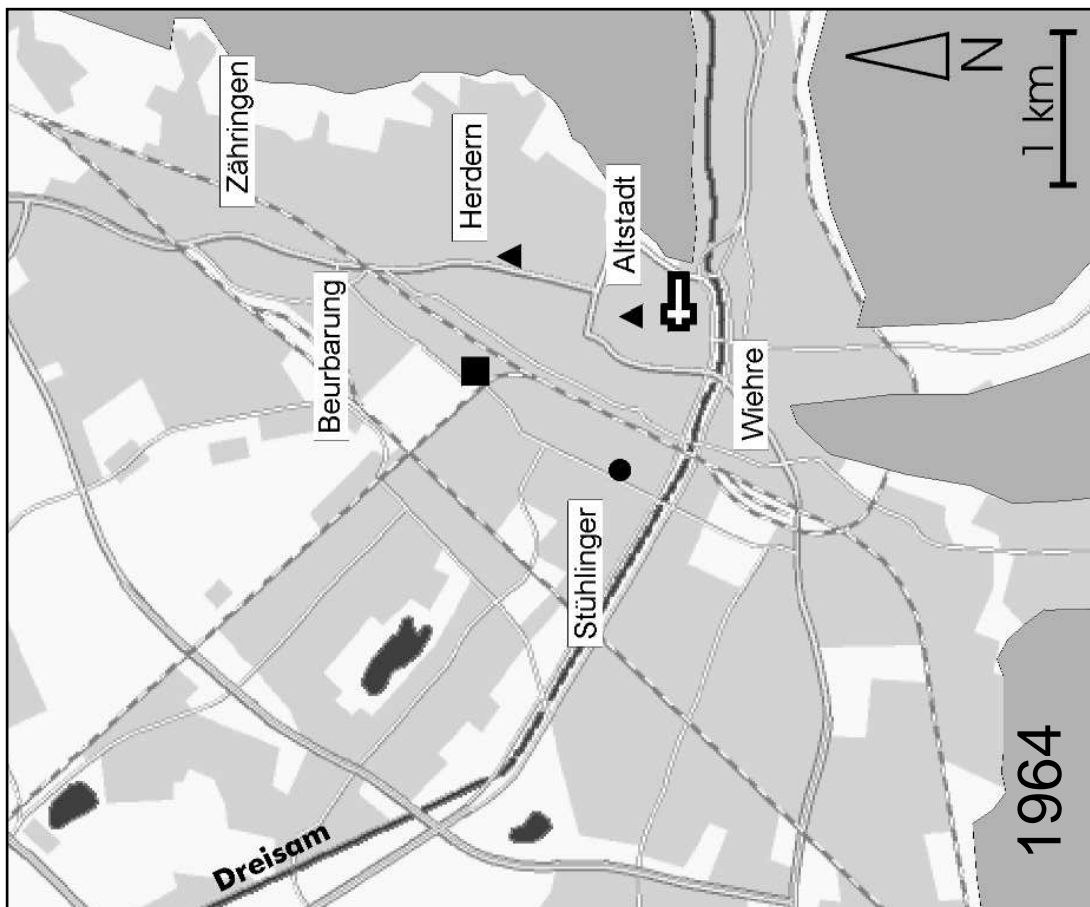 Zähringen
Herdern
Beurbarung
Altstadt
Stühlinger
Wiehre
Dreisam
N
1 km
1964